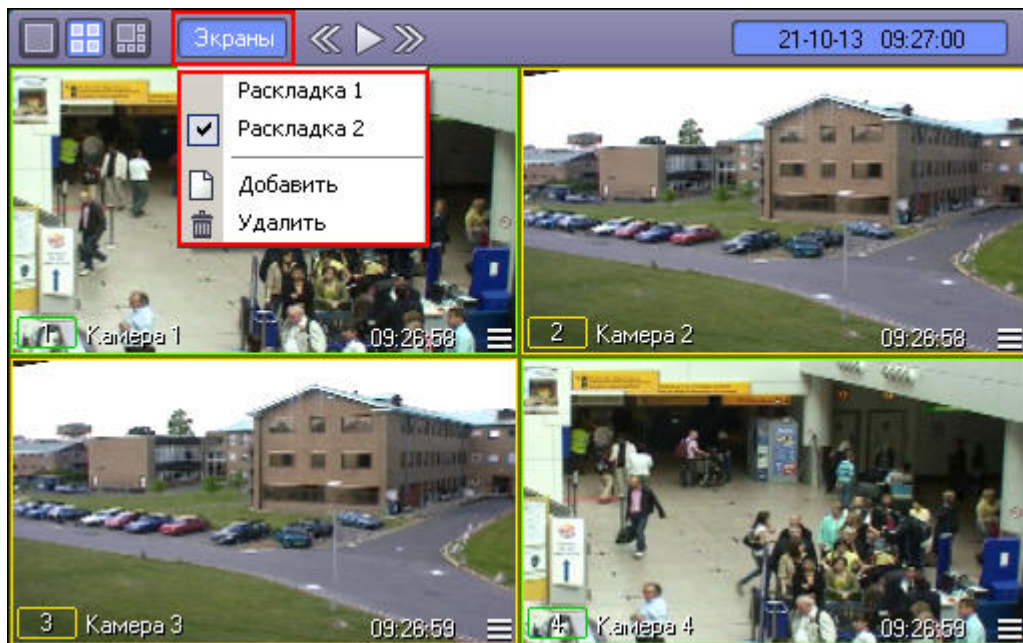 Экраны
21-10-13 09:27:00
Раскладка 1
Раскладка 2
Добавить
Удалить
1 Камера 1 09:26:58
2 Камера 2 09:26:58
3 Камера 3 09:26:59
4 Камера 4 09:26:59